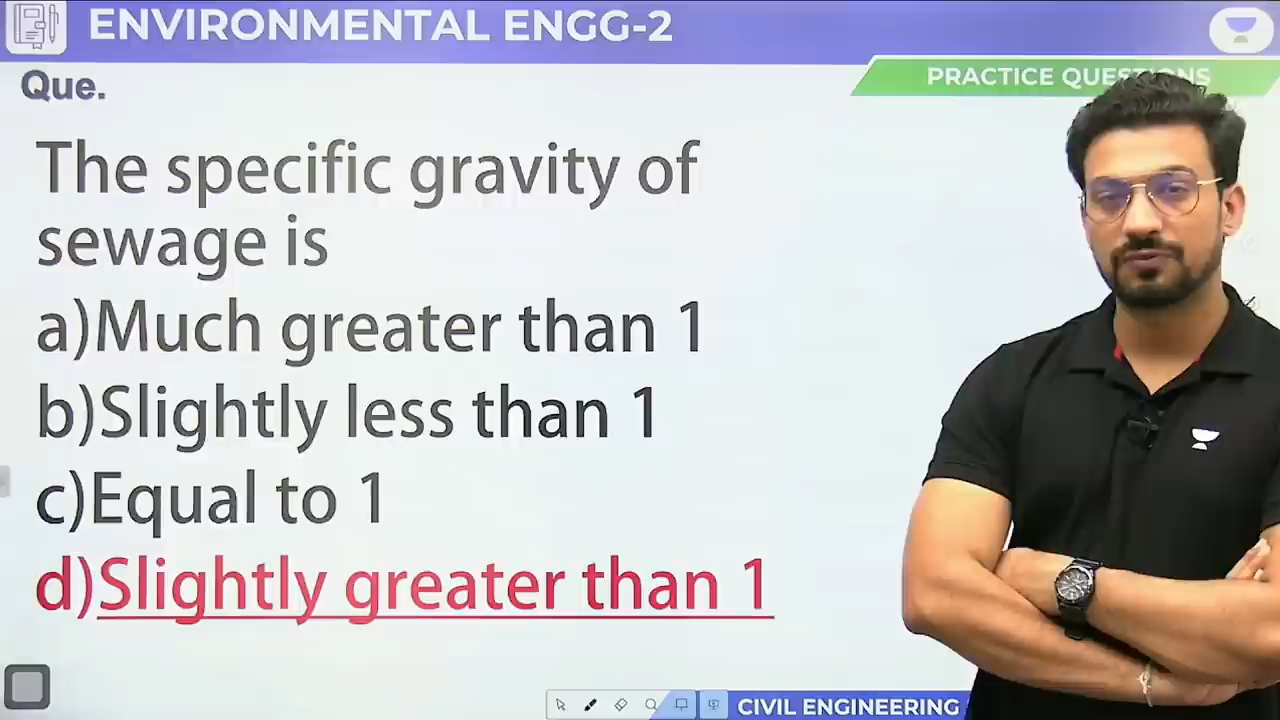 ENVIRONMENTAL ENGG-2
PRACTICE QUESTIONS
Que.
The specific gravity of
sewage is
a)Much greater than 1
b)Slightly less than 1
c)Equal to 1
d)Slightly greater than 1
CIVIL ENGINEERING